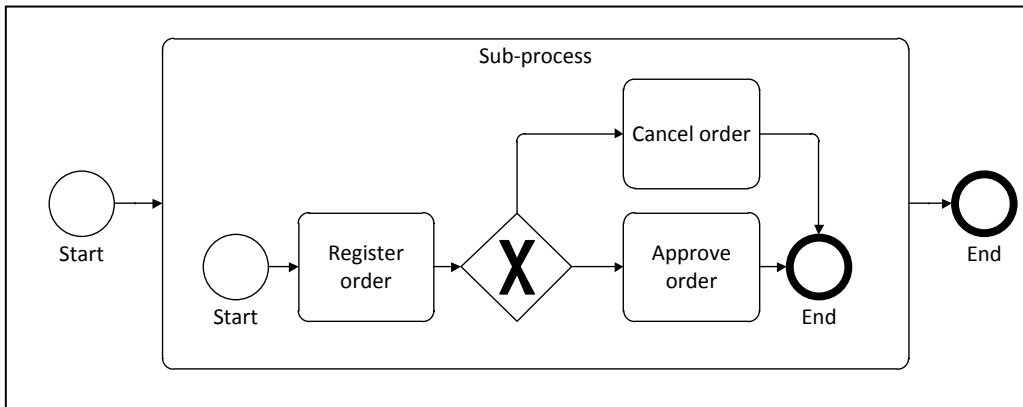 Sub-process
Cancel order
Start
Register
order
X
Approve
order
Start
End
End